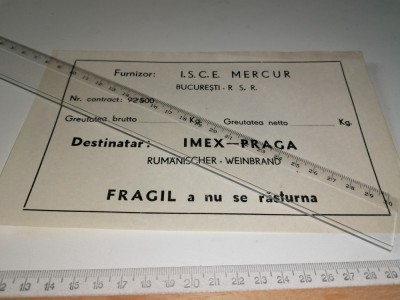 Furnizor: I.S.C.E. MERCUR
BUCUREȘTI - R. S. R.
Nr. contract: 92500
Greutatea brutto Kg. Greutatea netto Kg.
Destinatar: IMEX—PRAGA
RUMÄNISCHER - WEINBRAND
FRAGIL a nu se răsturna